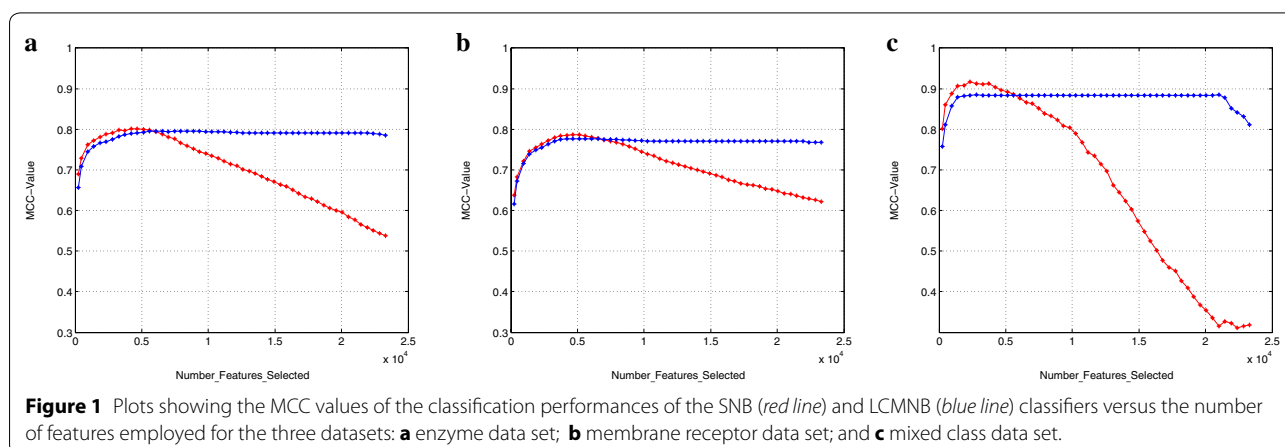 a
1
0.9
0.8
0.7
0.6
0.5
0.4
0.3
MCC−Value
0 0.5 1 1.5 2 2.5
x 10^4
Number_Features_Selected
b
1
0.9
0.8
0.7
0.6
0.5
0.4
0.3
MCC−Value
0 0.5 1 1.5 2 2.5
x 10^4
Number_Features_Selected
c
1
0.9
0.8
0.7
0.6
0.5
0.4
MCC−Value
0 0.5 1 1.5 2 2.5
x 10^4
Number_Features_Selected
Figure 1 Plots showing the MCC values of the classification performances of the SNB (red line) and LCMNB (blue line) classifiers versus the number
of features employed for the three datasets: a enzyme data set; b membrane receptor data set; and c mixed class data set.